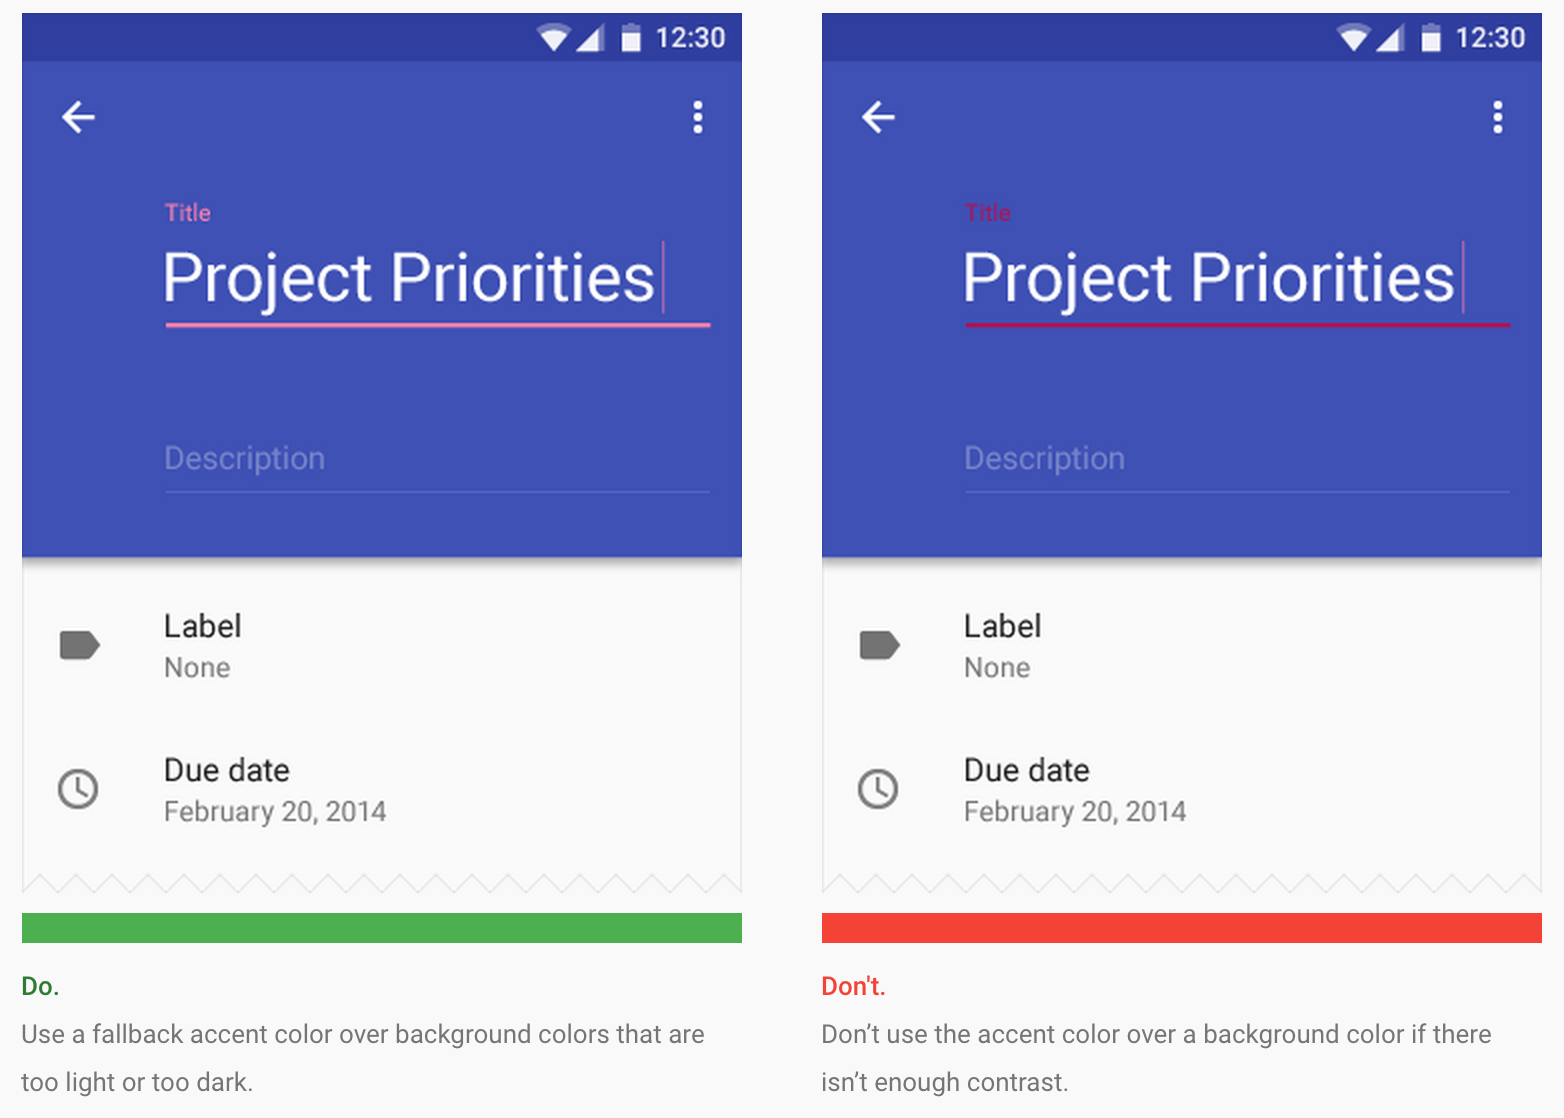 12:30
Title
Project Priorities
Description
Label
None
Due date
February 20, 2014
Do.
Use a fallback accent color over background colors that are
too light or too dark.
12:30
Title
Project Priorities
Description
Label
None
Due date
February 20, 2014
Don't.
Don’t use the accent color over a background color if there
isn’t enough contrast.